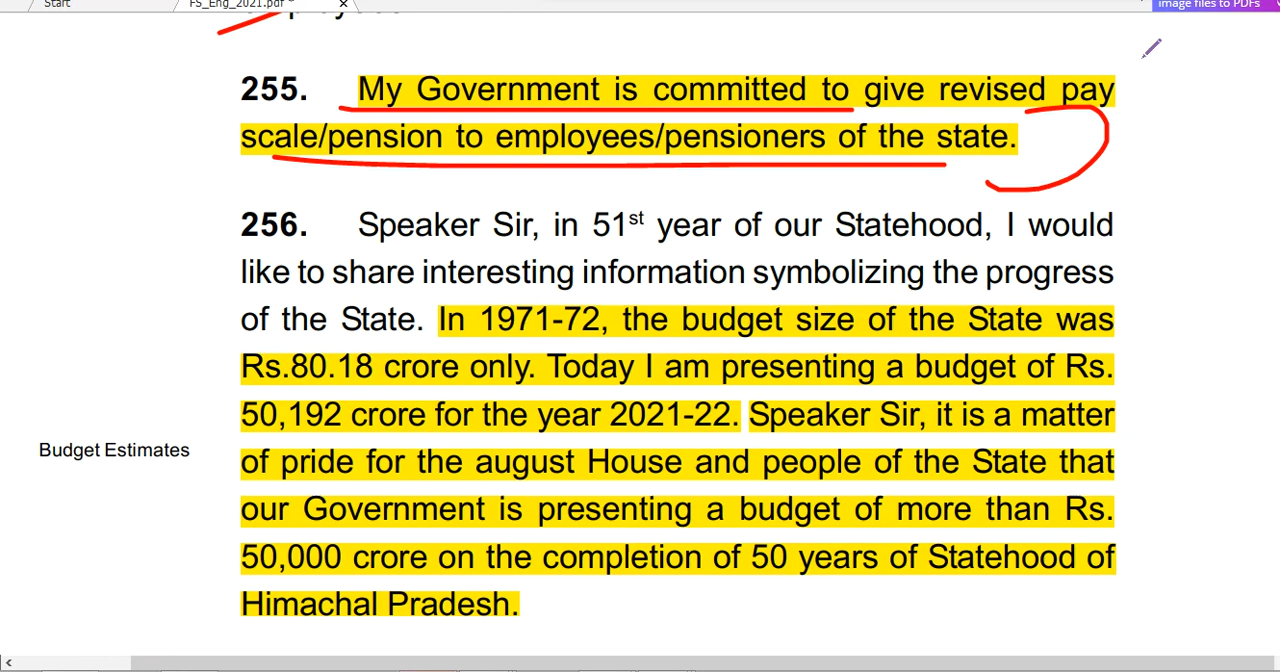 Start FS_Eng_2021.pdf * image files to PDFs
255. My Government is committed to give revised pay
scale/pension to employees/pensioners of the state.
256. Speaker Sir, in 51st year of our Statehood, I would
like to share interesting information symbolizing the progress
of the State. In 1971-72, the budget size of the State was
Rs.80.18 crore only. Today I am presenting a budget of Rs.
50,192 crore for the year 2021-22. Speaker Sir, it is a matter
Budget Estimates
of pride for the august House and people of the State that
our Government is presenting a budget of more than Rs.
50,000 crore on the completion of 50 years of Statehood of
Himachal Pradesh.